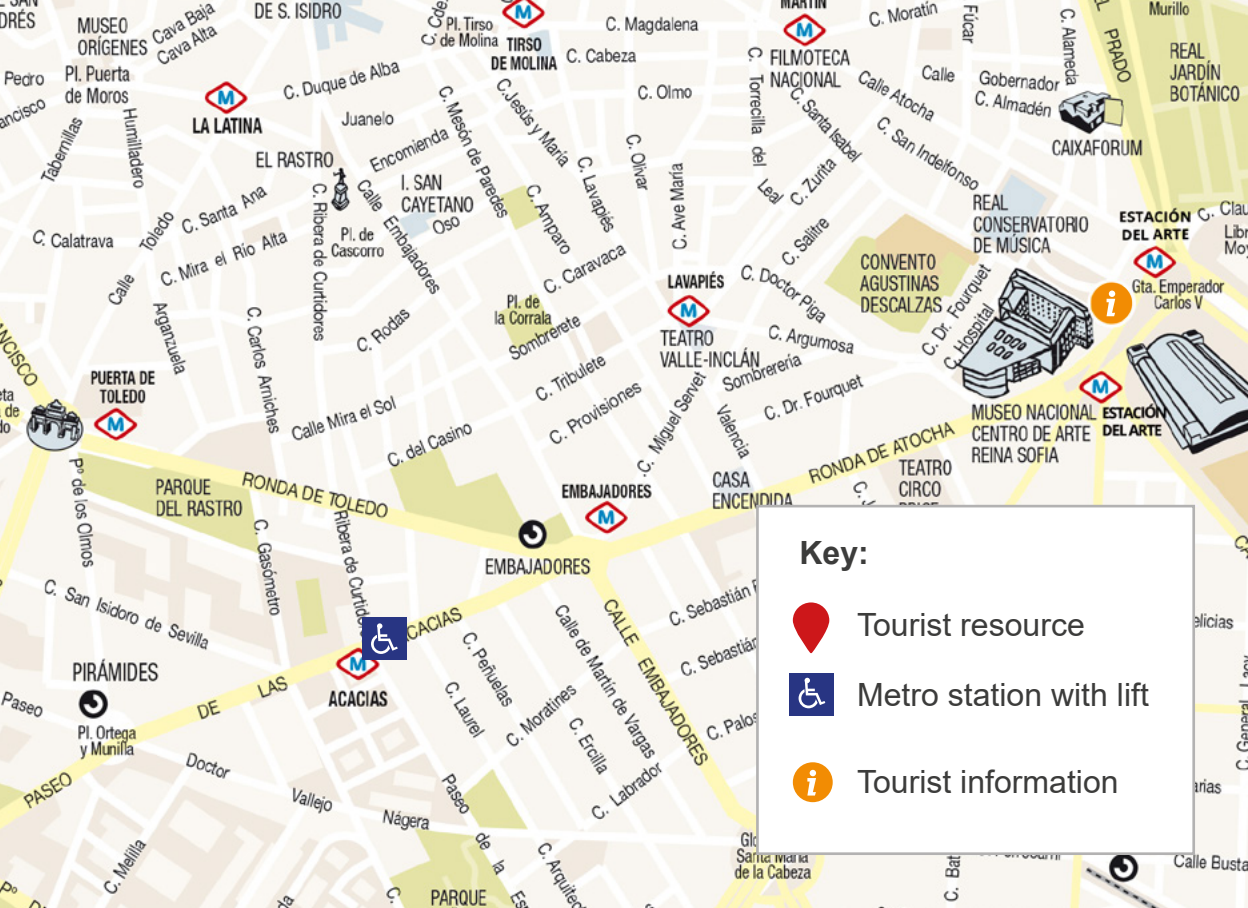 DE S. ISIDRO
MUSEO
ORÍGENES
Cava Baja
Cava Alta
Pl. Tirso
de Molina
TIRSO
DE MOLINA
C. Magdalena
C. Cabeza
C. Olmo
MARTÍN
FILMOTECA
NACIONAL
C. Moratín
Fúcar
C. Alameda
PRADO
Murillo
REAL
JARDÍN
BOTÁNICO
Pedro
Pl. Puerta
de Moros
M
LA LATINA
C. Duque de Alba
Juanelo
Encomienda
C. Mesón de Paredes
C. Jesús y María
C. Lavapiés
C. Olivar
C. Ave María
C. Torrecilla del
Leal
C. Santa Isabel
C. Zurita
Calle Atocha
Calle
Gobernador
C. Almadén
C. San Indelfonso
CAIXAFORUM
Tabernillas
Humilladero
EL RASTRO
C. Ribera de Curtidores
Calle Embajadores
I. SAN
CAYETANO
Oso
C. Amparo
C. Calatrava
Calle Toledo
C. Santa Ana
C. Mira el Río Alta
Pl. de
Cascorro
C. Caravaca
C. Salitre
REAL
CONSERVATORIO
DE MÚSICA
ESTACIÓN
DEL ARTE
M
Gta. Emperador
Carlos V
CONVENTO
AGUSTINAS
DESCALZAS
C. Dr. Fourquet
C. Hospital
LAVAPIÉS
M
TEATRO
VALLE-INCLÁN
C. Doctor Piga
C. Argumosa
Sombrerería
C. Dr. Fourquet
Pl. de
la Corrala
Sombrerete
C. Tribulete
C. Provisiones
C. Miguel Servet
Valencia
Arganzuela
C. Carlos Arniches
C. Rodas
Calle Mira el Sol
C. del Casino
PUERTA DE
TOLEDO
M
MUSEO NACIONAL
CENTRO DE ARTE
REINA SOFIA
M
ESTACIÓN
DEL ARTE
RONDA DE ATOCHA
TEATRO
CIRCO
CASA
ENCENDIDA
EMBAJADORES
M
RONDA DE TOLEDO
PARQUE
DEL RASTRO
Pº de los Olmos
C. Gasómetro
EMBAJADORES
C. San Isidoro de Sevilla
PIRÁMIDES
Paseo
Pl. Ortega
y Munilla
M
ACACIAS
PASEO DE LAS ACACIAS
C. Peñuelas
C. Laurel
C. Moratines
C. Ercilla
Calle de Martín de Vargas
C. Labrador
CALLE EMBAJADORES
C. Sebastián
Doctor
Vallejo
Nágera
Paseo de la
C. Melilla
PARQUE
Santa María
de la Cabeza
Calle
C. General Lacy
Key:
Tourist resource
Metro station with lift
i
Tourist information